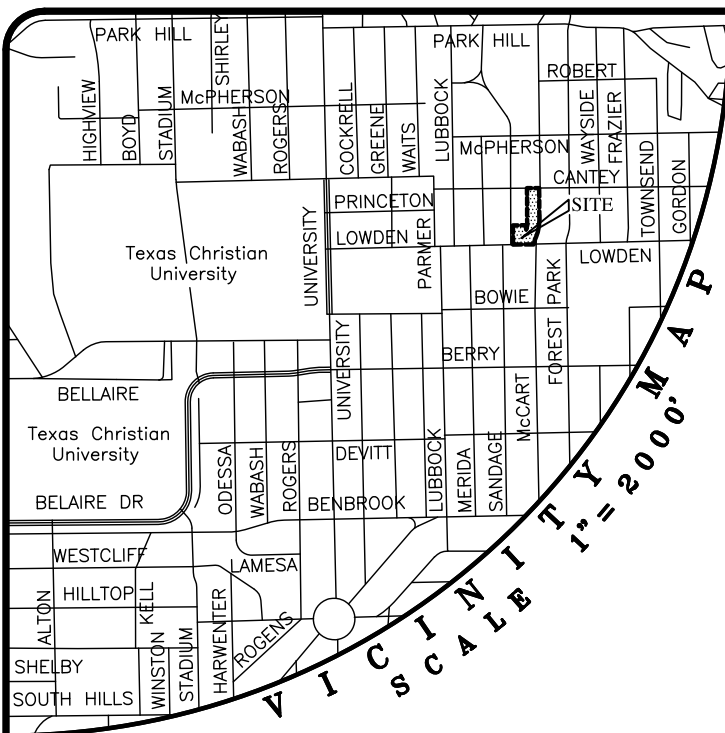 PARK HILL
SHIRLEY
PARK HILL
ROBERT
HIGHVIEW
BOYD
STADIUM
McPHERSON
WABASH
ROGERS
COCKRELL
GREENE
WAITS
LUBBOCK
McPHERSON
WAYSIDE
FRAZIER
CANTEY
TOWNSEND
GORDON
PRINCETON
SITE
LOWDEN
PARMER
UNIVERSITY
Texas Christian
University
LOWDEN
BOWIE
FOREST PARK
BERRY
UNIVERSITY
McCART
BELLAIRE
Texas Christian
University
ODESSA
WABASH
ROGERS
DEVITT
LUBBOCK
MERIDA
SANDAGE
BELAIRE DR
BENBROOK
WESTCLIFF
LAMESA
HILLTOP
KELL
ALTON
HARWENTER
ROGENS
WINSTON
STADIUM
SHELBY
SOUTH HILLS
VICINITY MAP
SCALE 1"= 2000'